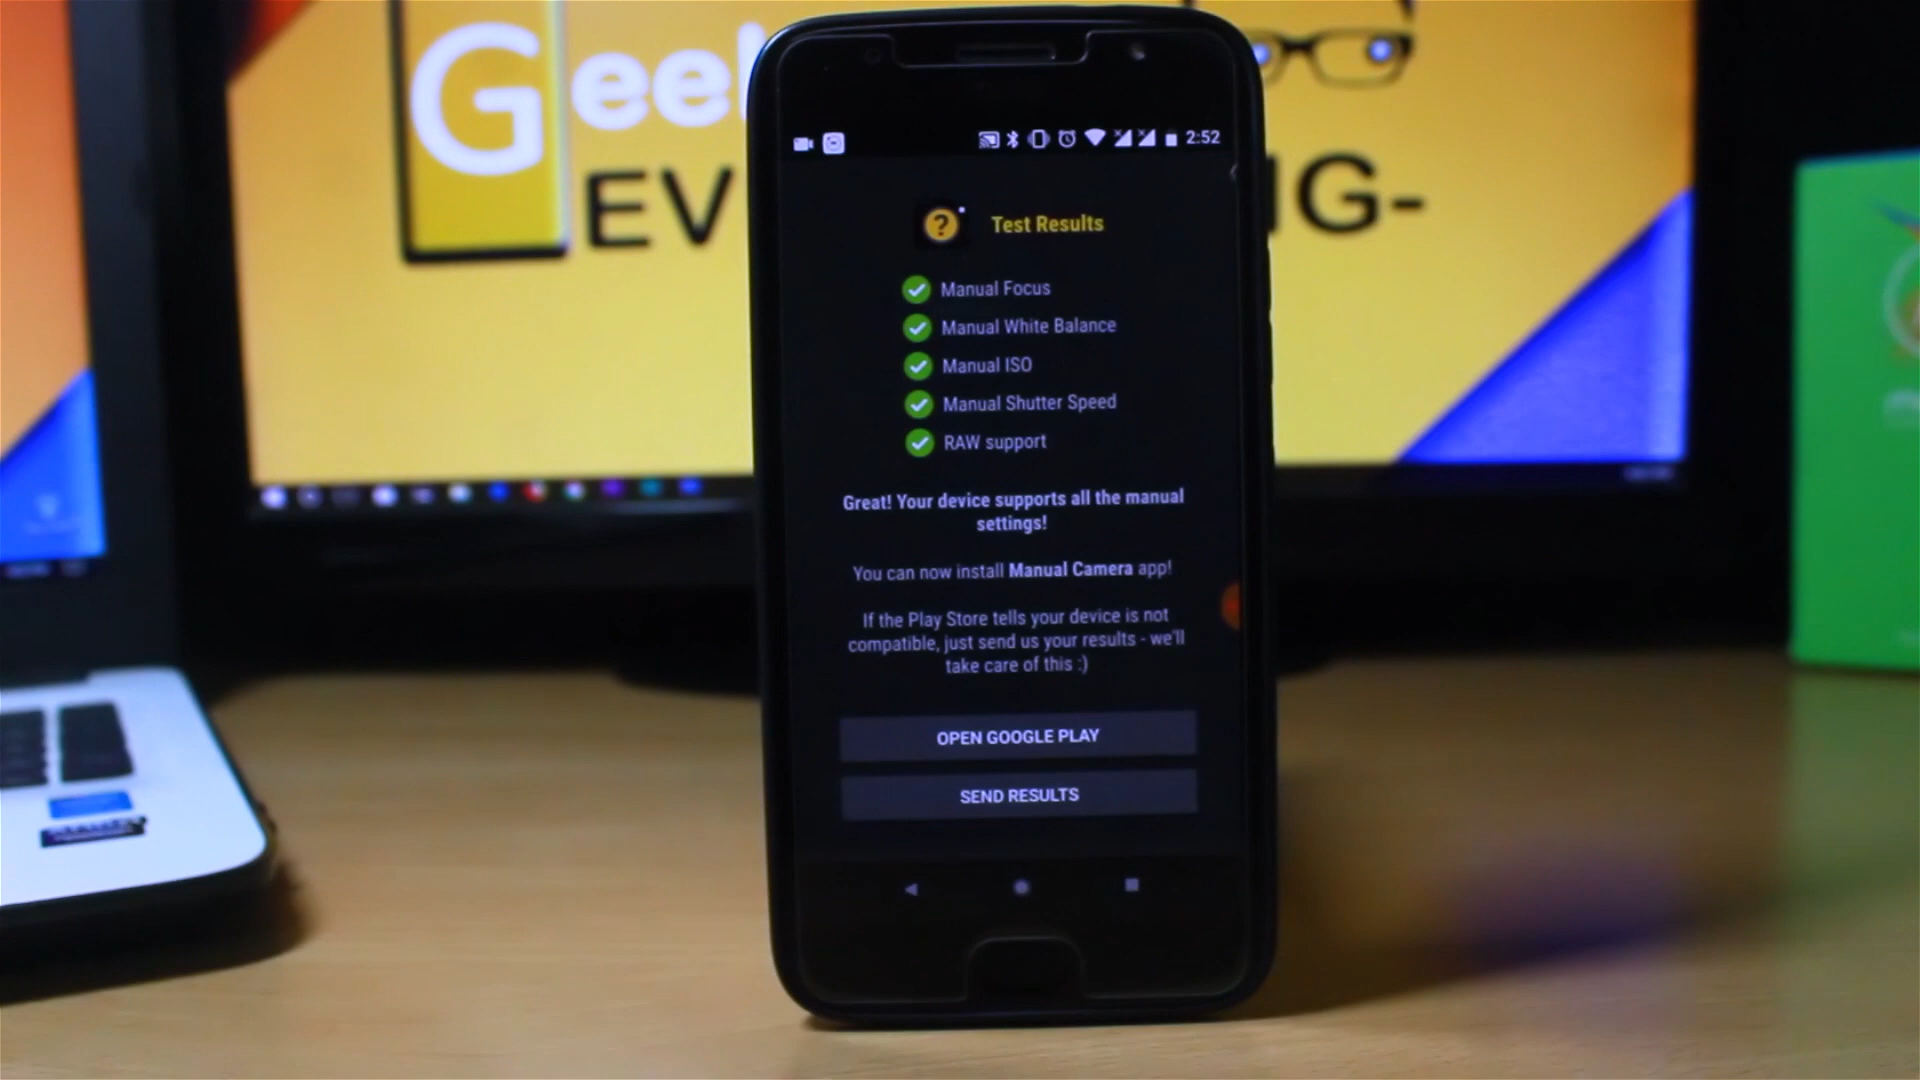 Gee
EV
IG-
2:52
Test Results
Manual Focus
Manual White Balance
Manual ISO
Manual Shutter Speed
RAW support
Great! Your device supports all the manual
settings!
You can now install Manual Camera app!
If the Play Store tells your device is not
compatible, just send us your results - we'll
take care of this :)
OPEN GOOGLE PLAY
SEND RESULTS